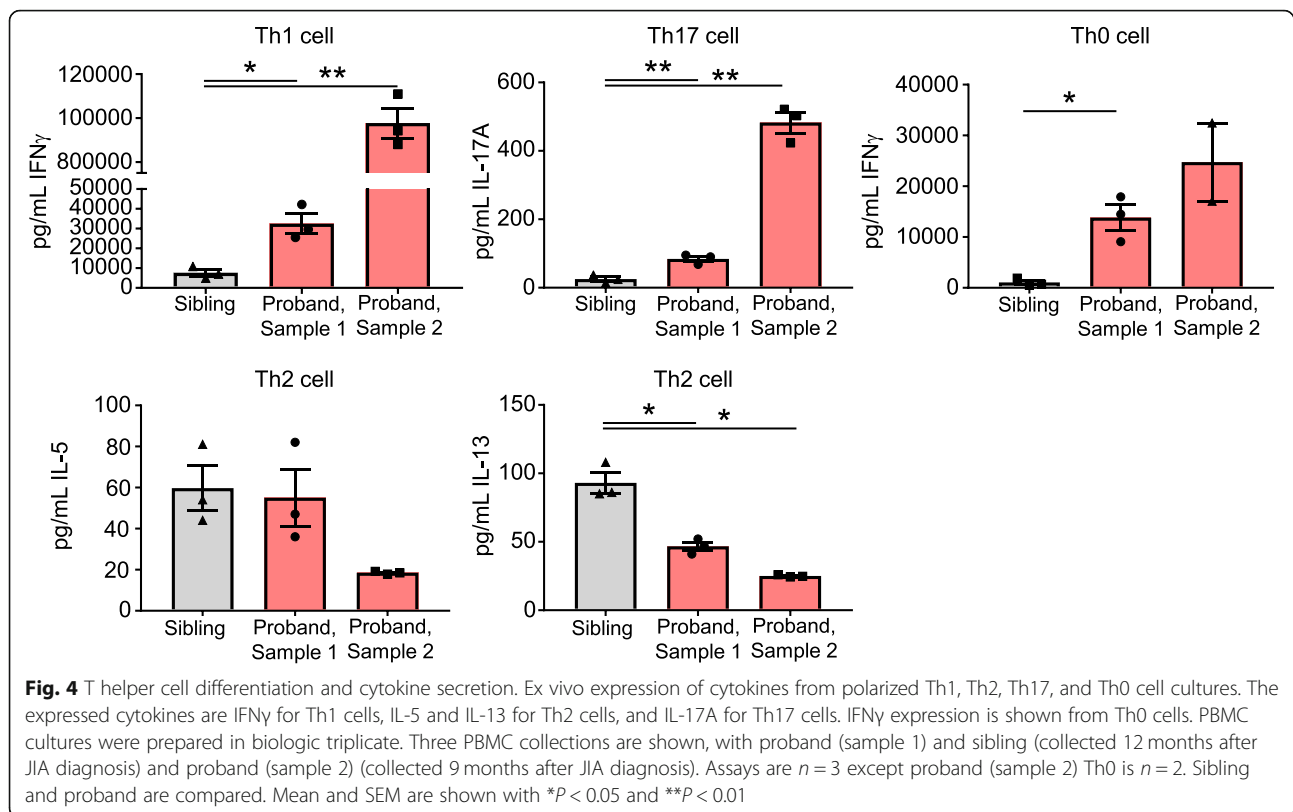 Th1 cell
Th17 cell
Th0 cell
* **
** **
*
pg/mL IFNγ
120000
100000
800000
50000
40000
30000
20000
10000
0
Sibling
Proband, Sample 1
Proband, Sample 2
pg/mL IL-17A
600
400
200
0
Sibling
Proband, Sample 1
Proband, Sample 2
pg/mL IFNγ
40000
30000
20000
10000
0
Sibling
Proband, Sample 1
Proband, Sample 2
Th2 cell
Th2 cell
pg/mL IL-5
100
80
60
40
20
0
Sibling
Proband, Sample 1
Proband, Sample 2
pg/mL IL-13
150
100
50
0
* *
Sibling
Proband, Sample 1
Proband, Sample 2
Fig. 4 T helper cell differentiation and cytokine secretion. Ex vivo expression of cytokines from polarized Th1, Th2, Th17, and Th0 cell cultures. The
expressed cytokines are IFNγ for Th1 cells, IL-5 and IL-13 for Th2 cells, and IL-17A for Th17 cells. IFNγ expression is shown from Th0 cells. PBMC
cultures were prepared in biologic triplicate. Three PBMC collections are shown, with proband (sample 1) and sibling (collected 12 months after
JIA diagnosis) and proband (sample 2) (collected 9 months after JIA diagnosis). Assays are n = 3 except proband (sample 2) Th0 is n = 2. Sibling
and proband are compared. Mean and SEM are shown with *P < 0.05 and **P < 0.01